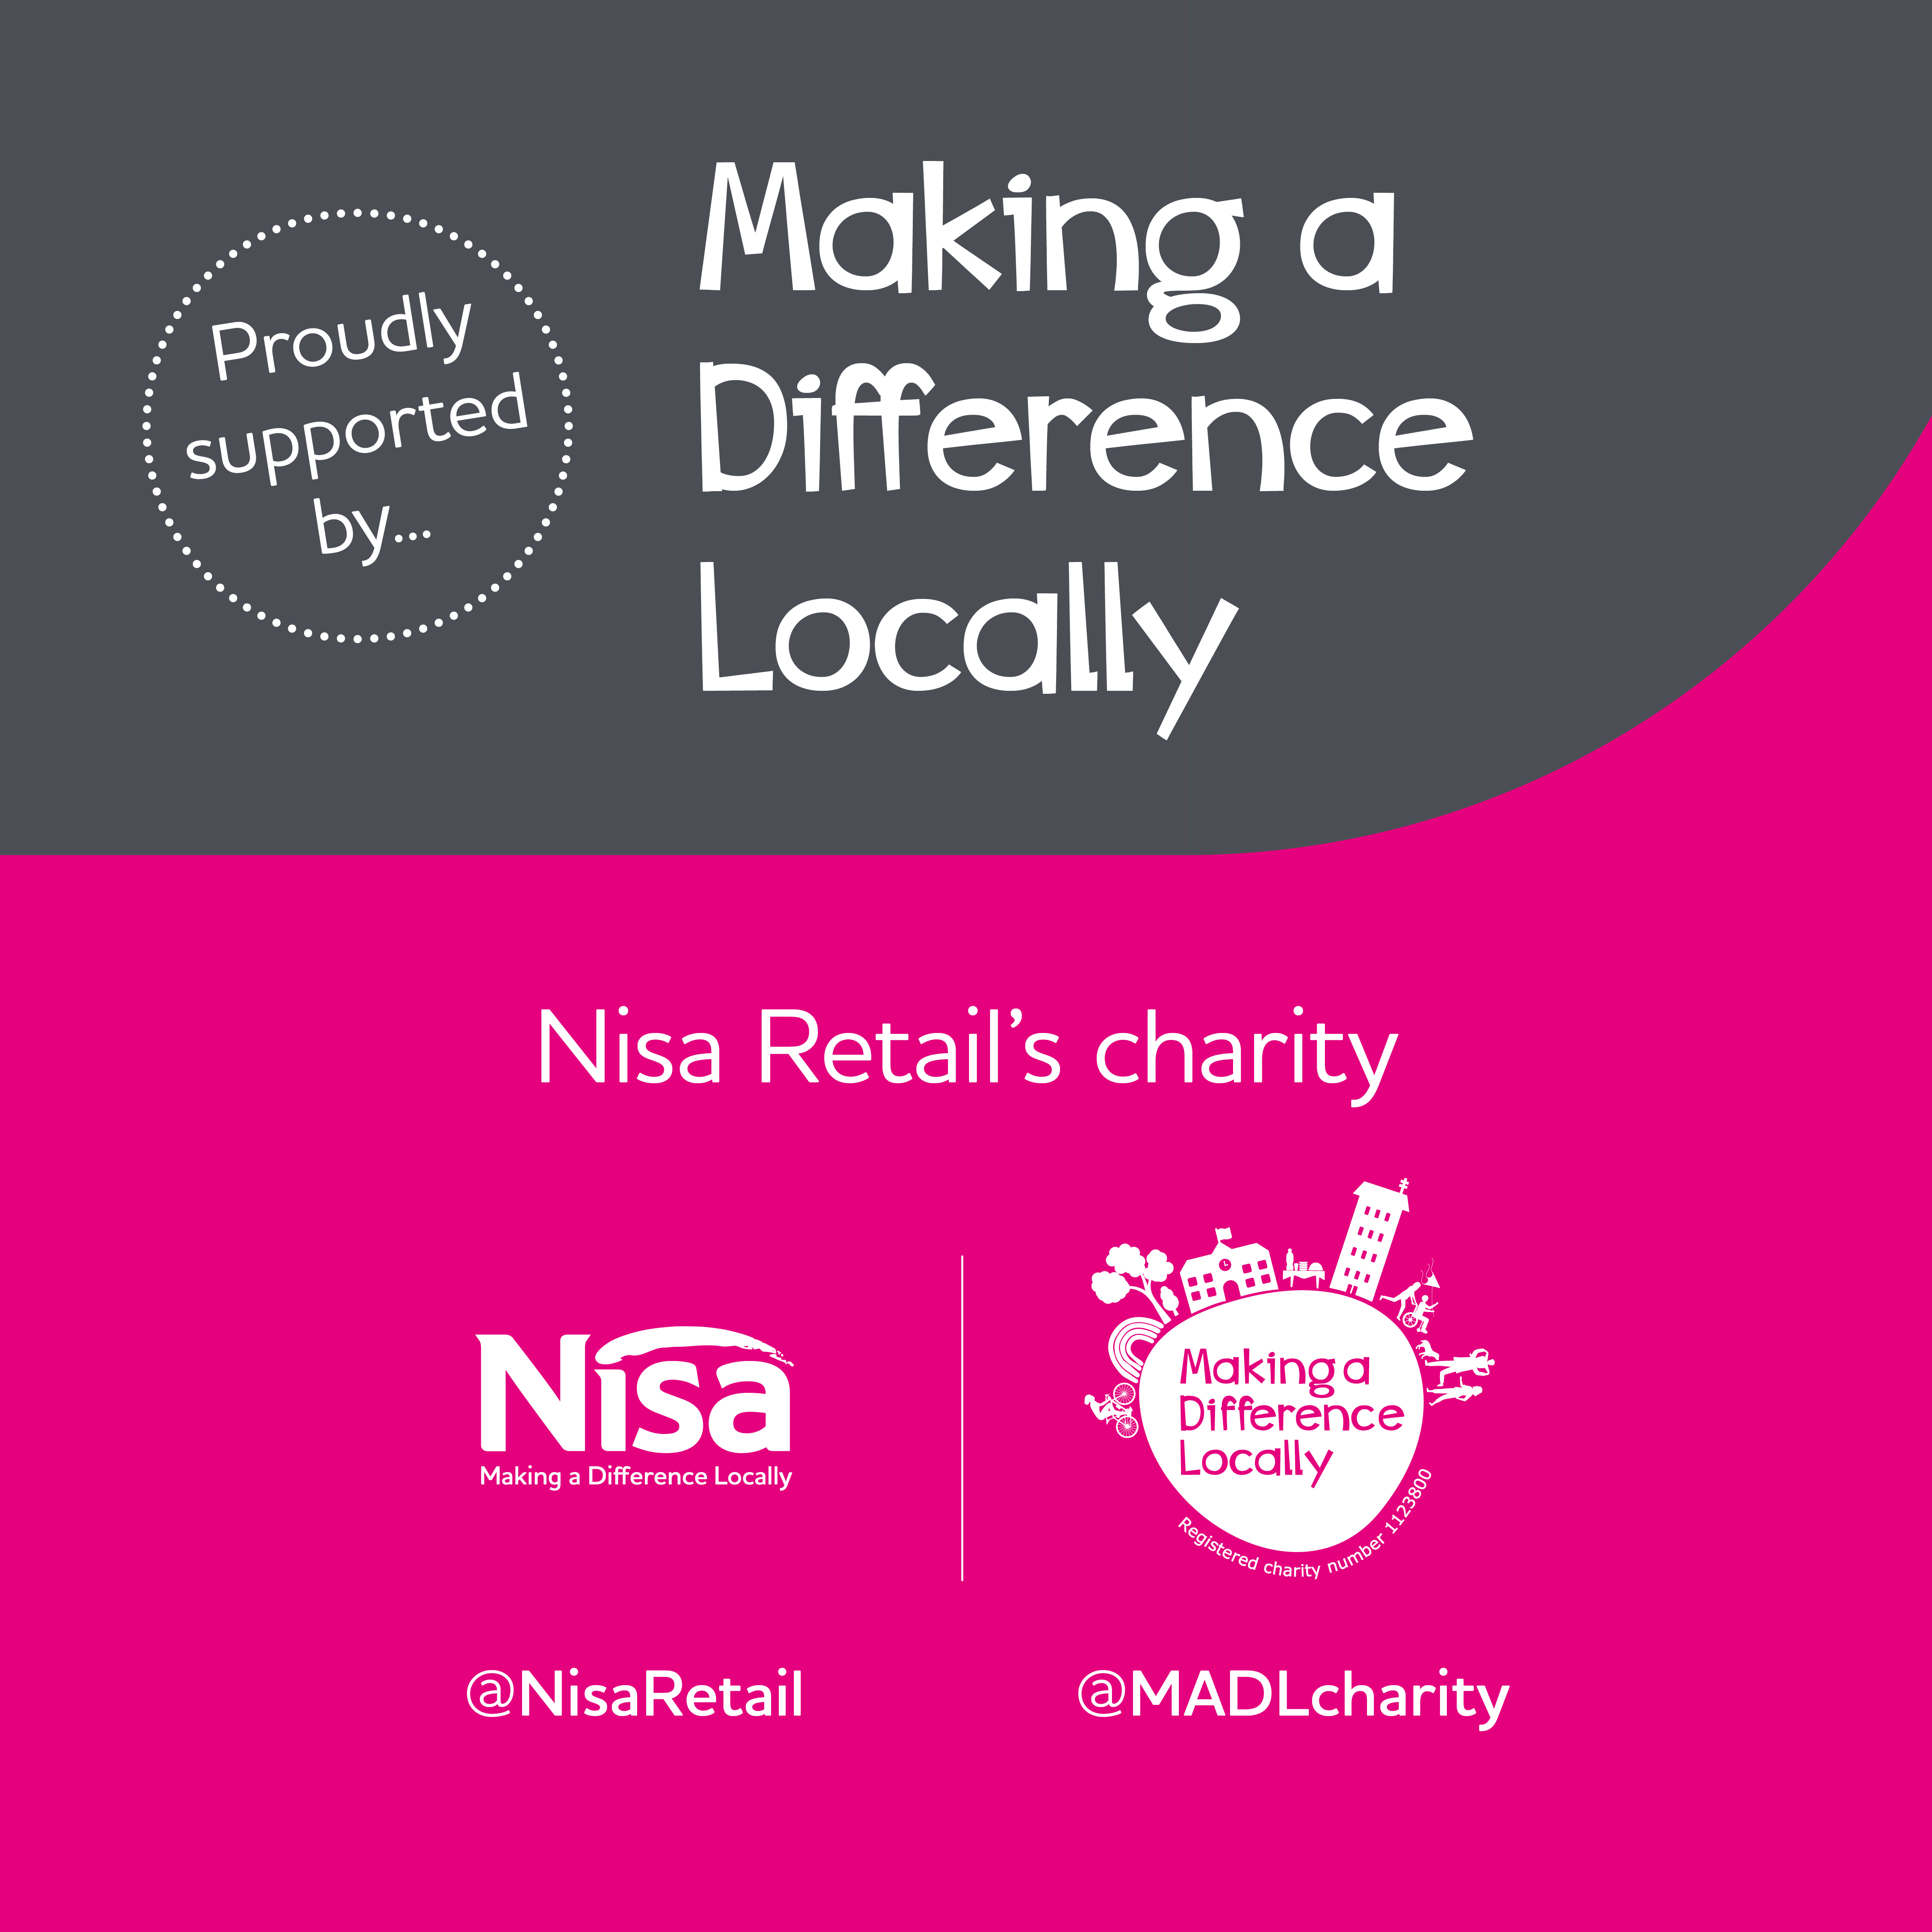 Proudly
supported
by...
Making a
Difference
Locally
Nisa Retail’s charity
Nisa
Making a Difference Locally
Making a
Difference
Locally
Registered charity number 1123800
@NisaRetail
@MADLcharity